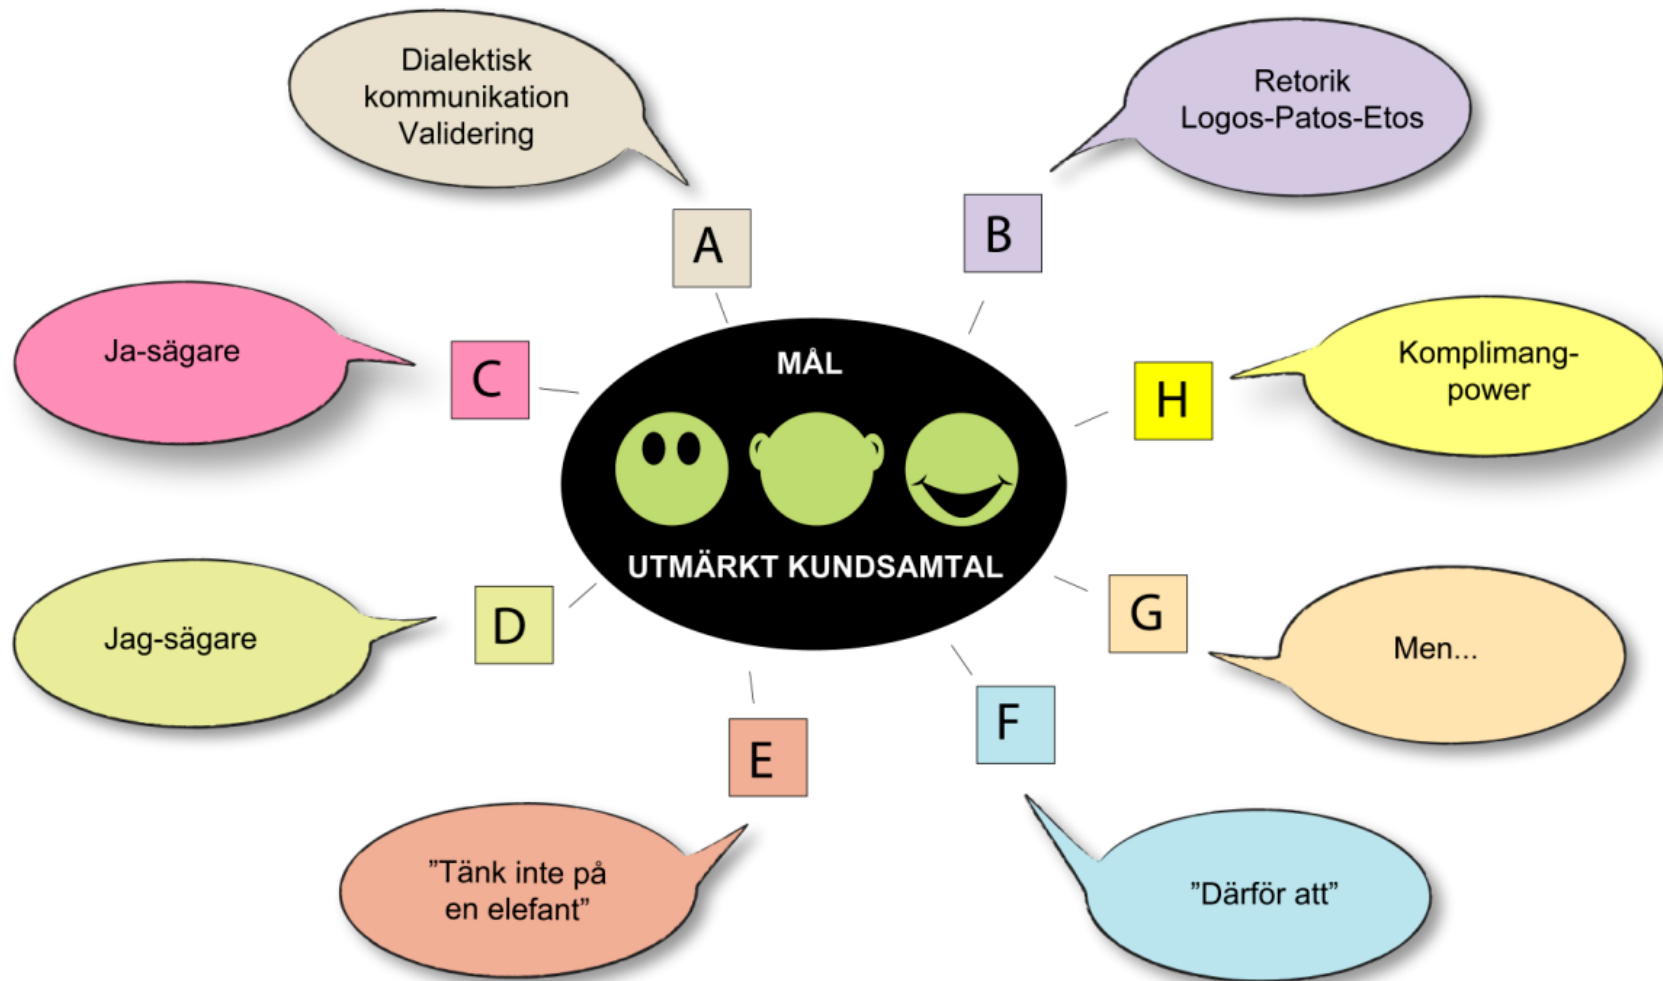 Dialektisk
kommunikation
Validering
A
Retorik
Logos-Patos-Etos
B
Ja-sägare
C
Komplimang-
power
H
MÅL
UTMÄRKT KUNDSAMTAL
Jag-sägare
D
Men...
G
E
”Tänk inte på
en elefant”
F
”Därför att”